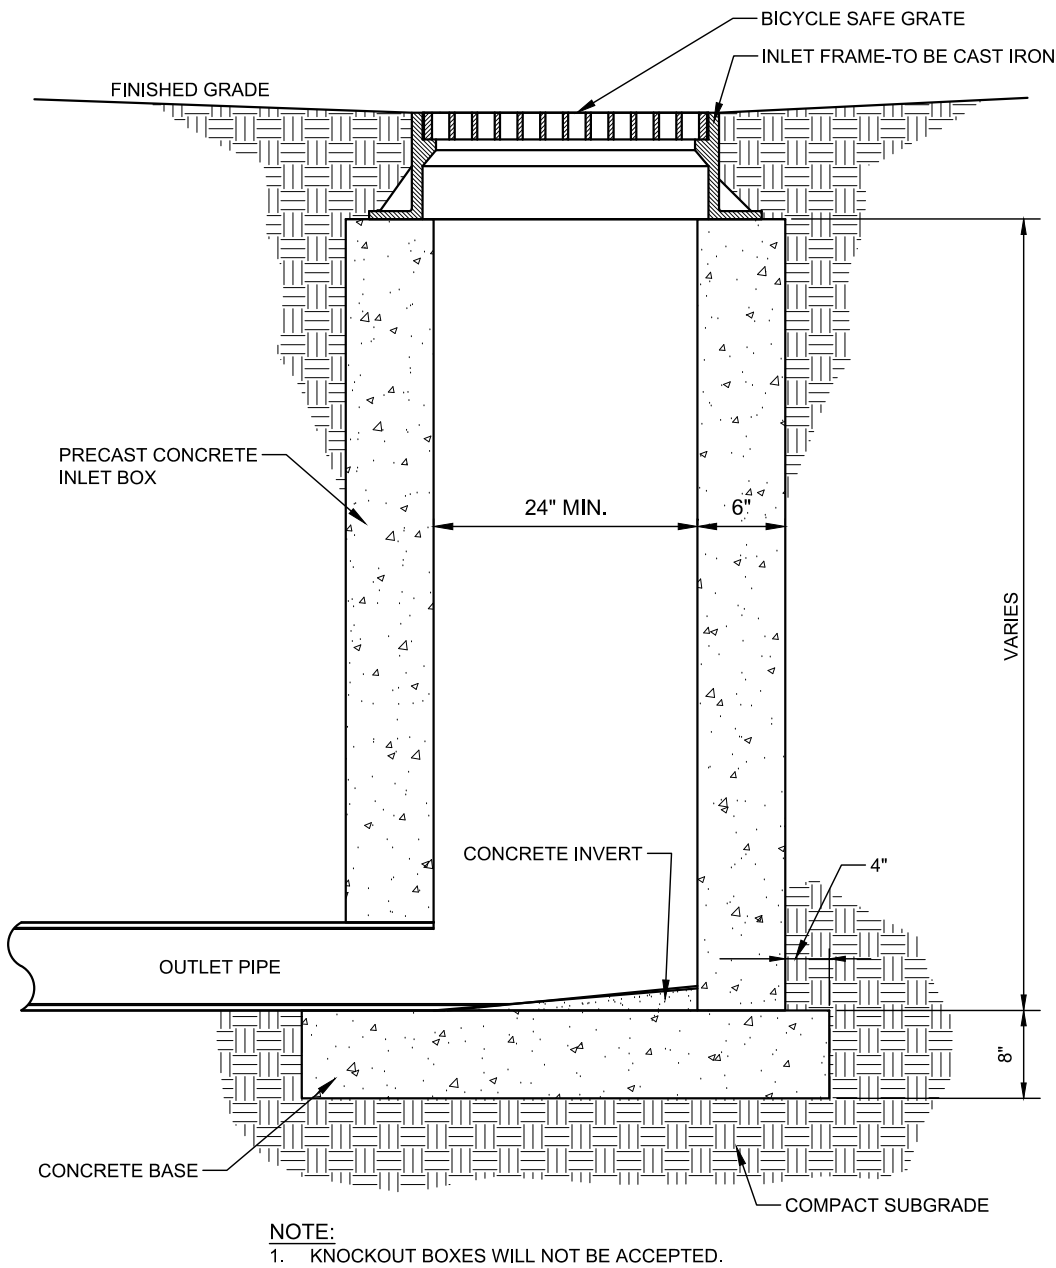 BICYCLE SAFE GRATE
INLET FRAME-TO BE CAST IRON
FINISHED GRADE
PRECAST CONCRETE
INLET BOX
24" MIN.
6"
VARIES
CONCRETE INVERT
4"
OUTLET PIPE
8"
CONCRETE BASE
COMPACT SUBGRADE
NOTE:
1. KNOCKOUT BOXES WILL NOT BE ACCEPTED.